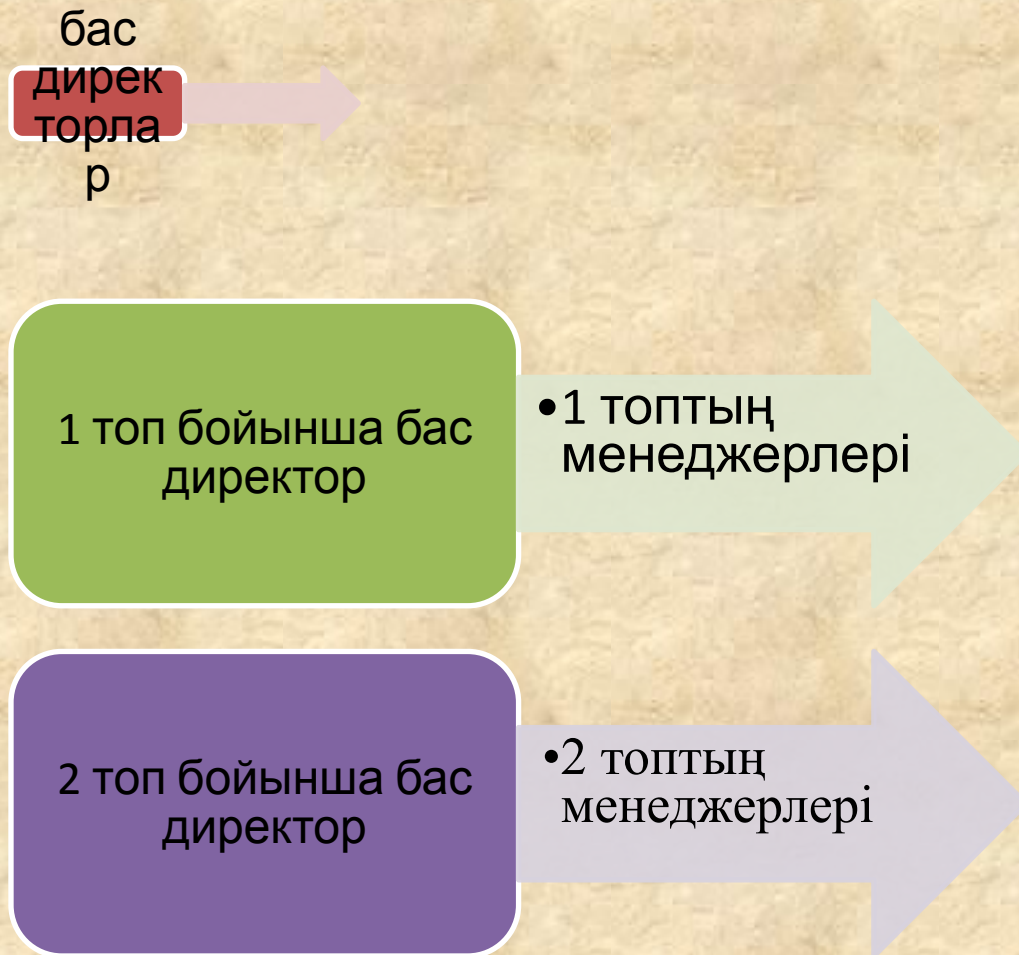 бас
дирек
торла
р
1 топ бойынша бас
директор
•1 топтың
менеджерлері
2 топ бойынша бас
директор
•2 топтың
менеджерлері